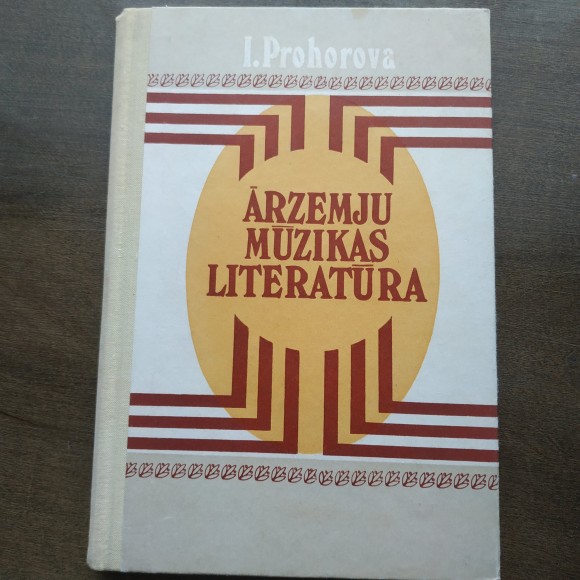 I.Prohorova
ĀRZEMJU
MŪZIKAS
LITERATŪRA